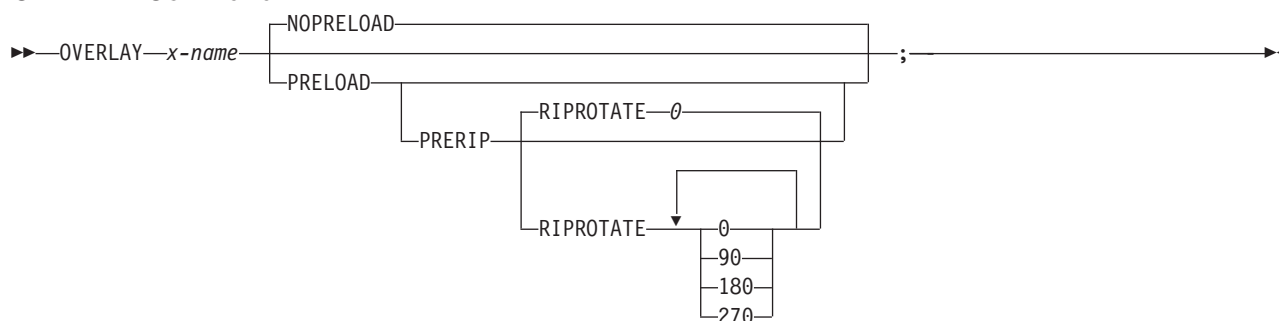 NOPRELOAD
OVERLAY x-name ;
PRELOAD
RIPROTATE 0
PRERIP
RIPROTATE 0
90
180
270